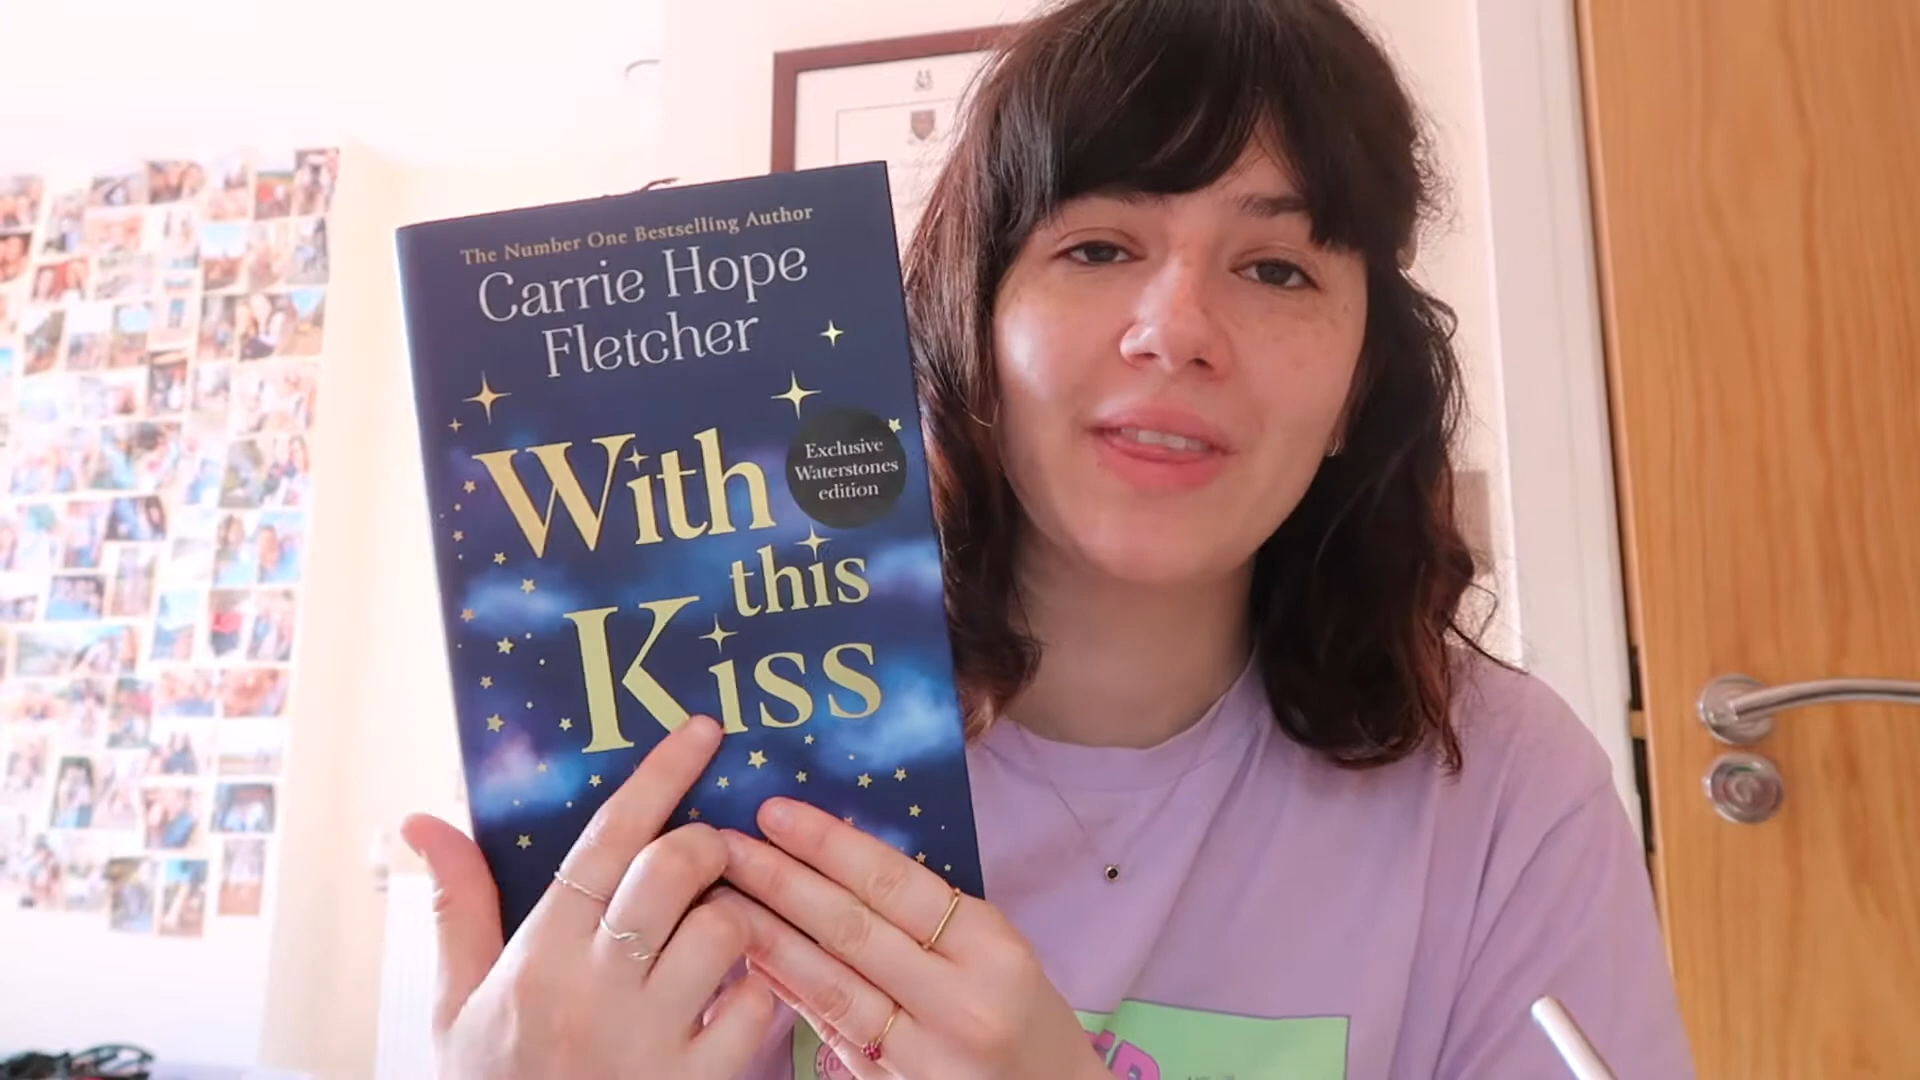 The Number One Bestselling Author
Carrie Hope
Fletcher
Exclusive
Waterstones
edition
With
this
Kiss